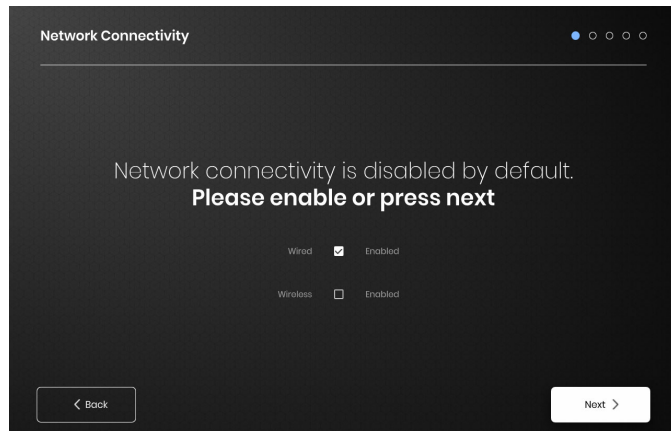 Network Connectivity
Network connectivity is disabled by default.
Please enable or press next
Wired Enabled
Wireless Enabled
Back
Next